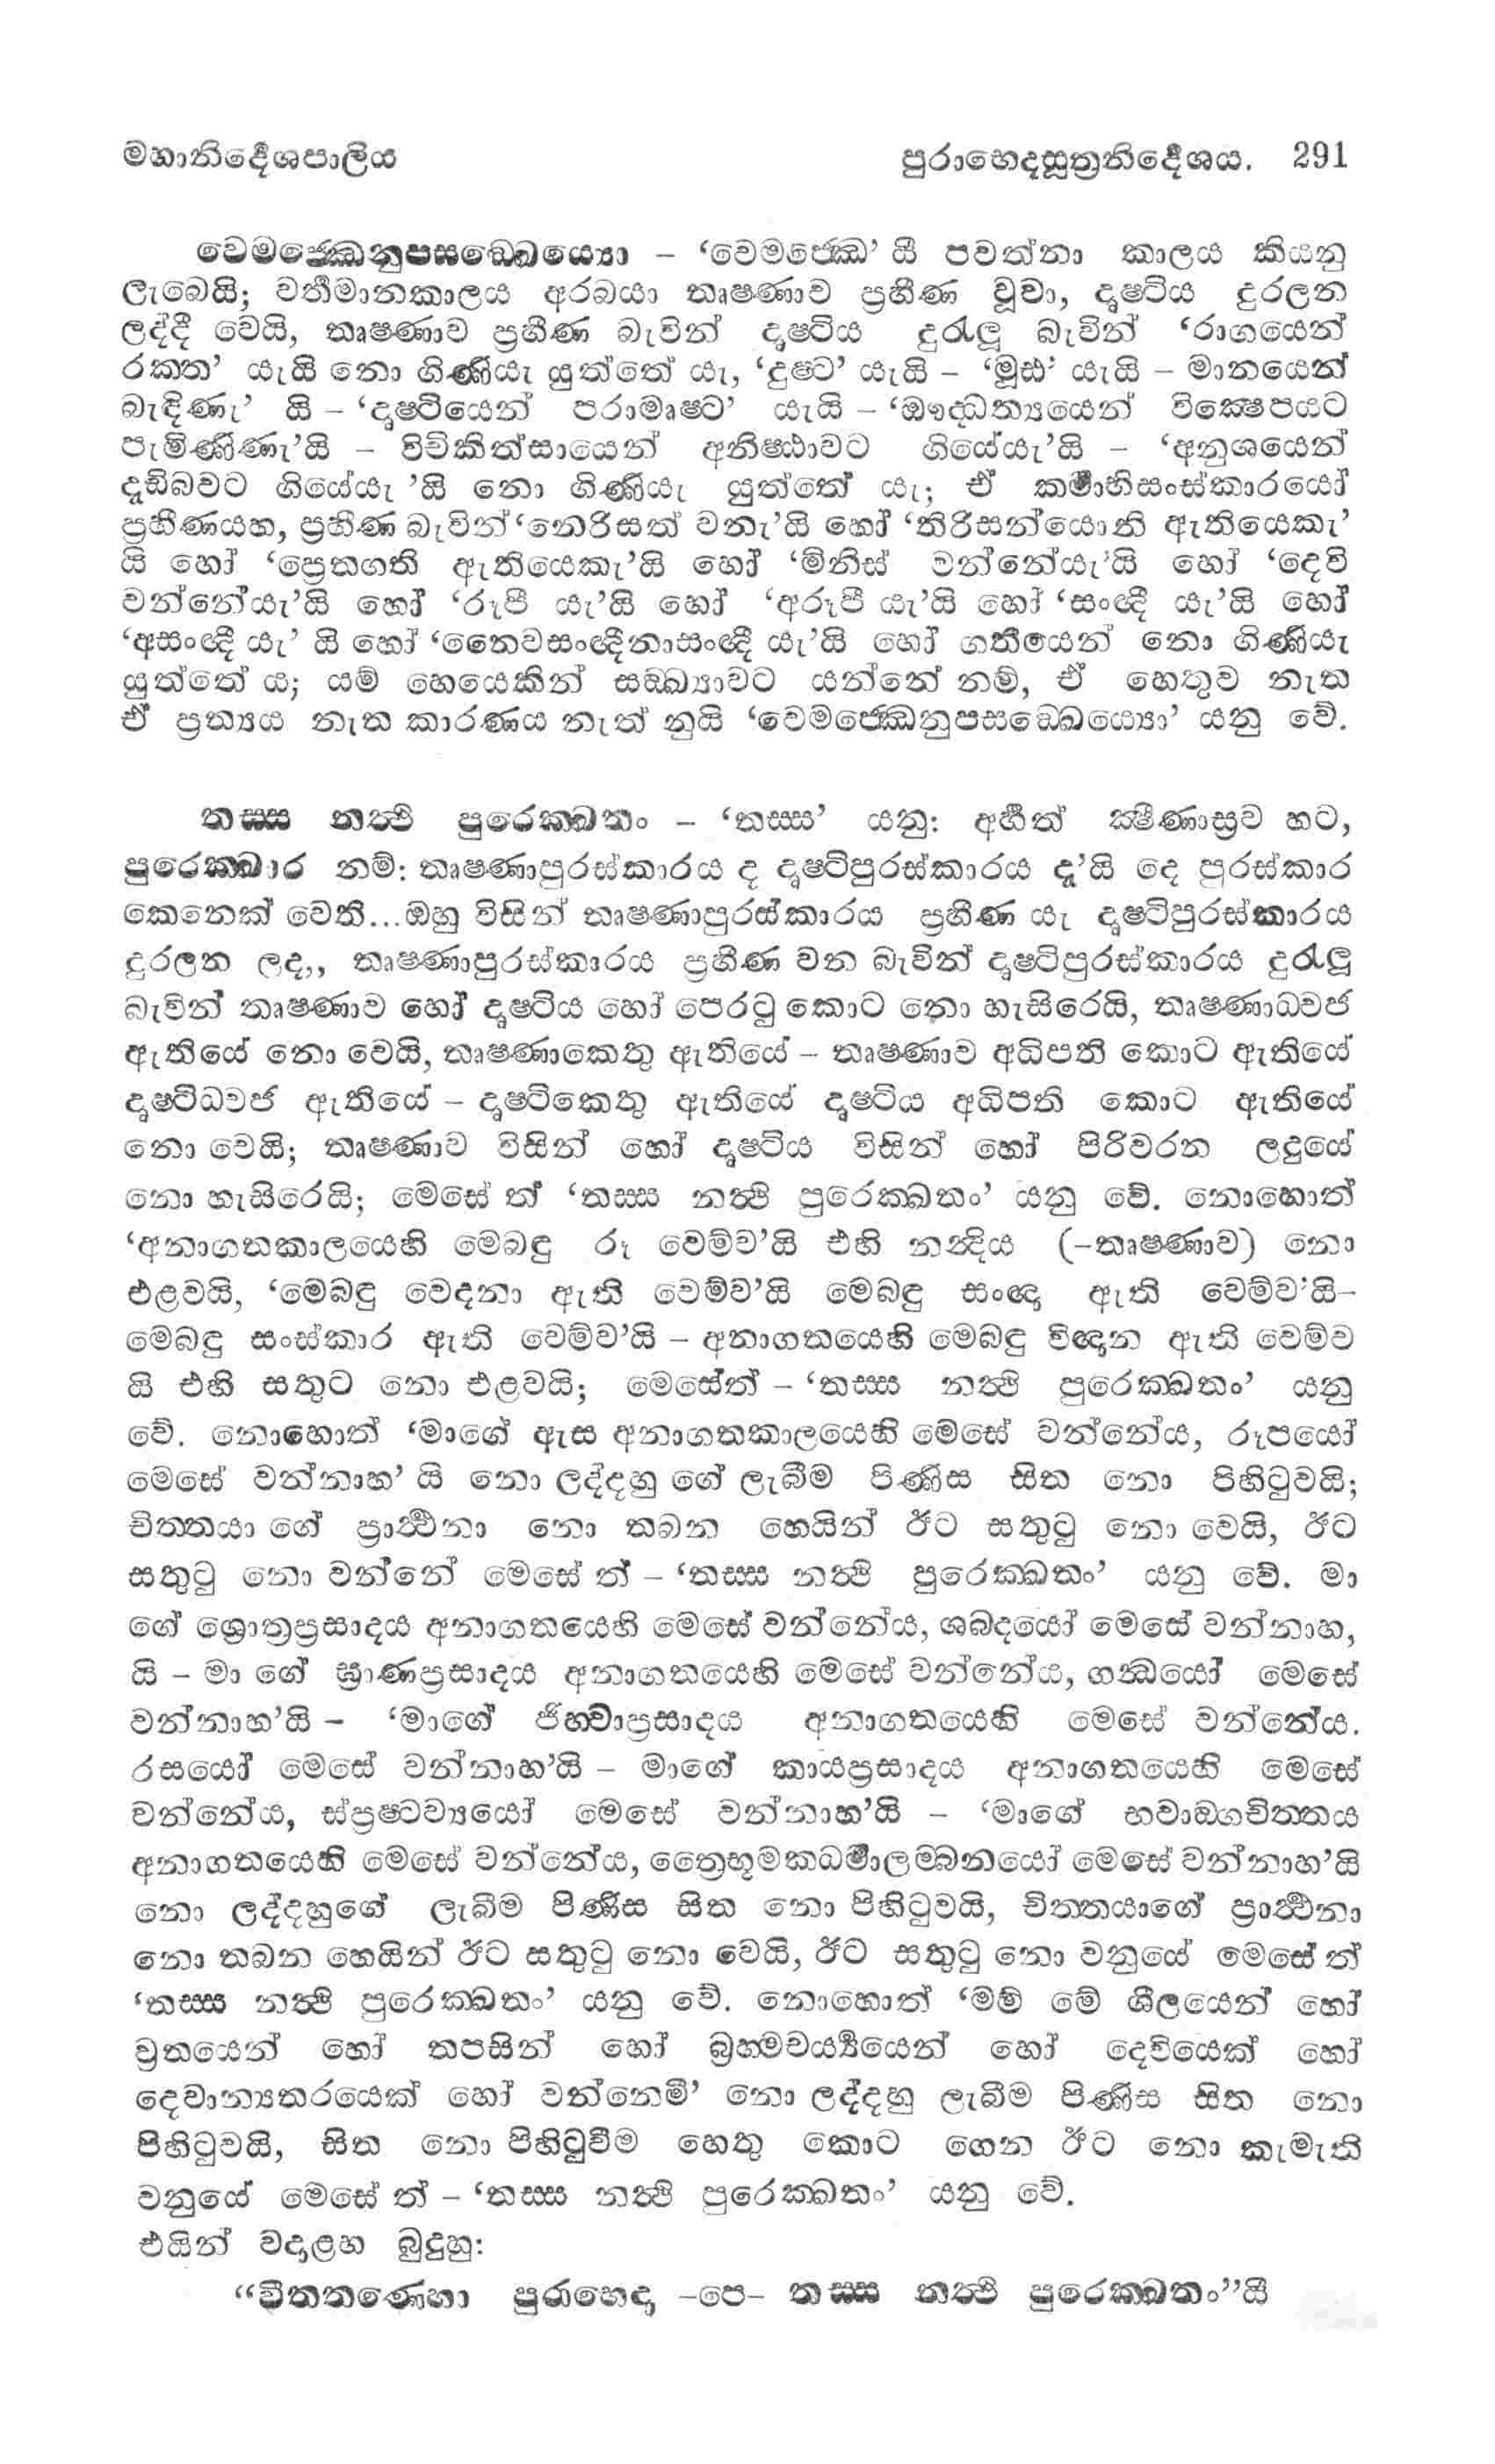 මහානිර්‍දේශපාලිය පුරාභෙදසූත්‍රනිර්‍දේශය. 291
වෙමජ්ඣෙනුපසඞ්ඛෙය්‍යො – ‘වෙමජ්ඣෙ’ යී පවත්නා කාලය කියනු
ලැබෙයි; වර්‍තමානකාලය අරබයා තෘෂ්ණාව ප්‍රහීණ වූවා, දෘෂ්ටිය දුරලන
ලද්දී වෙයි, තෘෂ්ණාව ප්‍රහීණ බැවින් දෘෂ්ටිය දුරැලූ බැවින් ‘රාගයෙන්
රක්ත’ යැයි නො ගිණියැ යුත්තේ යැ, ‘දුෂ්ට’ යැයි – ‘මූඪ’ යැයි – මානයෙන්
බැඳිණැ’ යි – ‘දෘෂ්ටියෙන් පරාමෘෂ්ට’ යැයි – ‘ඖද්ධත්‍යයෙන් වික්‍ෂෙපයට
පැමිණිණැ’යි – විචිකිත්සායෙන් අනිෂ්ඨාවට ගියේයැ’යි – ‘අනුශයෙන්
දෑඩිබවට ගියේයැ ’යි නො ගිණියැ යුත්තේ යැ; ඒ කර්‍මාභිසංස්කාරයෝ
ප්‍රහීණයහ, ප්‍රහීණ බැවින් ‘නෙරිසත් වනැ’යි හෝ ‘තිරිසන්යොනි ඇතියෙකැ’
යි හෝ ‘ප්‍රෙතගති ඇතියෙකැ’යි හෝ ‘මිනිස් වන්නේයැ’යි හෝ ‘දෙවි
වන්නේයැ’යි හෝ ‘රූපී යැ’යි හෝ ‘අරූපී යැ’යි හෝ ‘සංඥී යැ’යි හෝ
‘අසංඥී යැ’ යි හෝ ‘නෛවසංඥීනාසංඥී යැ’යි හෝ ගතීයෙන් නො ගිණියැ
යුත්තේ ය; යම් හෙයෙකින් සඞ්ඛ්‍යාවට යන්නේ නම්, ඒ හෙතුව නැත
ඒ ප්‍රත්‍යය නැත කාරණය නැත් නුයි ‘වෙමජ්ඣෙනුපසඞ්ඛෙය්‍යො’ යනු වේ.
තස්ස නත්‍ථි පුරෙක්ඛතං – ‘තස්ස’ යනු: අර්‍හත් ක්‍ෂීණාස්‍රව හට,
පුරෙක්ඛාර නම්: තෘෂ්ණාපුරස්කාරය ද දෘෂ්ටිපුරස්කාරය දැ’යි දෙ පුරස්කාර
කෙනෙක් වෙති...ඔහු විසින් තෘෂ්ණාපුරස්කාරය ප්‍රහීණ යැ දෘෂ්ටිපුරස්කාරය
දුරලන ලදැ, තෘෂ්ණාපුරස්කාරය ප්‍රහීණ වන බැවින් දෘෂ්ටිපුරස්කාරය දුරැලූ
බැවින් තෘෂ්ණාව හෝ දෘෂ්ටිය හෝ පෙරටු කොට නො හැසිරෙයි, තෘෂ්ණාධ්වජ
ඇතියේ නො වෙයි, තෘෂ්ණාකෙතු ඇතියේ – තෘෂ්ණාව අධිපති කොට ඇතියේ
දෘෂ්ටිධ්වජ ඇතියේ – දෘෂ්ටිකෙතු ඇතියේ දෘෂ්ටිය අධිපති කොට ඇතියේ
නො වෙයි; තෘෂ්ණාව විසින් හෝ දෘෂ්ටිය විසින් හෝ පිරිවරන ලදුයේ
නො හැසිරෙයි; මෙසේ ත් ‘තස්ස නත්‍ථි පුරෙක්ඛතං’ යනු වේ. නොහොත්
‘අනාගතකාලයෙහි මෙබඳු රූ වෙම්ව’යි එහි නන්‍දිය (–තෘෂ්ණාව) නො
එළවයි, ‘මෙබඳු වෙදනා ඇති වෙම්ව’යි මෙබඳු සංඥා ඇති වෙම්ව’යි–
මෙබඳු සංස්කාර ඇති වෙම්ව’යි – අනාගතයෙහි මෙබඳු විඥාන ඇති වෙම්ව
යි එහි සතුට නො එළවයි; මෙසේත් – ‘තස්ස නත්‍ථි පුරෙක්ඛතං’ යනු
වේ. නොහොත් ‘මාගේ ඇස අනාගතකාලයෙහි මෙසේ වන්නේය, රූපයෝ
මෙසේ වන්නාහ’ යි නො ලද්දහු ගේ ලැබීම පිණිස සිත නො පිහිටුවයි;
චිත්තයා ගේ ප්‍රාර්‍ථනා නො තබන හෙයින් ඊට සතුටු නො වෙයි, ඊට
සතුටු නො වන්නේ මෙසේ ත් – ‘තස්ස නත්‍ථි පුරෙක්ඛතං’ යනු වේ. මා
ගේ ශ්‍රොත්‍රප්‍රසාදය අනාගතයෙහි මෙසේ වන්නේය, ශබ්දයෝ මෙසේ වන්නාහ,
යි – මා ගේ ඝ්‍රාණප්‍රසාදය අනාගතයෙහි මෙසේ වන්නේය, ගන්‍ධයෝ මෙසේ
වන්නාහ’යි – ‘මාගේ ජිහ්වාප්‍රසාදය අනාගතයෙහි මෙසේ වන්නේය.
රසයෝ මෙසේ වන්නාහ’යි – මාගේ කායප්‍රසාදය අනාගතයෙහි මෙසේ
වන්නේය, ස්ප්‍රෂ්ටව්‍යයෝ මෙසේ වන්නාහ’යි – ‘මාගේ භවාඞ්ගචිත්තය
අනාගතයෙහි මෙසේ වන්නේය, ත්‍රෛභූමකධර්‍මාලම්බනයෝ මෙසේ වන්නාහ’යි
නො ලද්දහුගේ ලැබීම පිණිස සිත නො පිහිටුවයි, චිත්තයාගේ ප්‍රාර්‍ථනා
නො තබන හෙයින් ඊට සතුටු නො වෙයි, ඊට සතුටු නො වනුයේ මෙසේ ත්
‘තස්ස නත්‍ථි පුරෙක්ඛතං’ යනු වේ. නොහොත් ‘මම් මේ ශීලයෙන් හෝ
ව්‍රතයෙන් හෝ තපසින් හෝ බ්‍රහ්මචර්‍ය්‍යයෙන් හෝ දෙවියෙක් හෝ
දෙවාන්‍යතරයෙක් හෝ වන්නෙමි’ නො ලද්දහු ලැබීම පිණිස සිත නො
පිහිටුවයි, සිත නො පිහිටුවීම හෙතු කොට ගෙන ඊට නො කැමැති
වනුයේ මෙසේ ත් – ‘තස්ස නත්‍ථි පුරෙක්ඛතං’ යනු වේ.
එයින් වදාළහ බුදුහු:
“වීතතණ්හො පුරාභෙදා –පෙ– තස්ස නත්‍ථි පුරෙක්ඛතං”යි